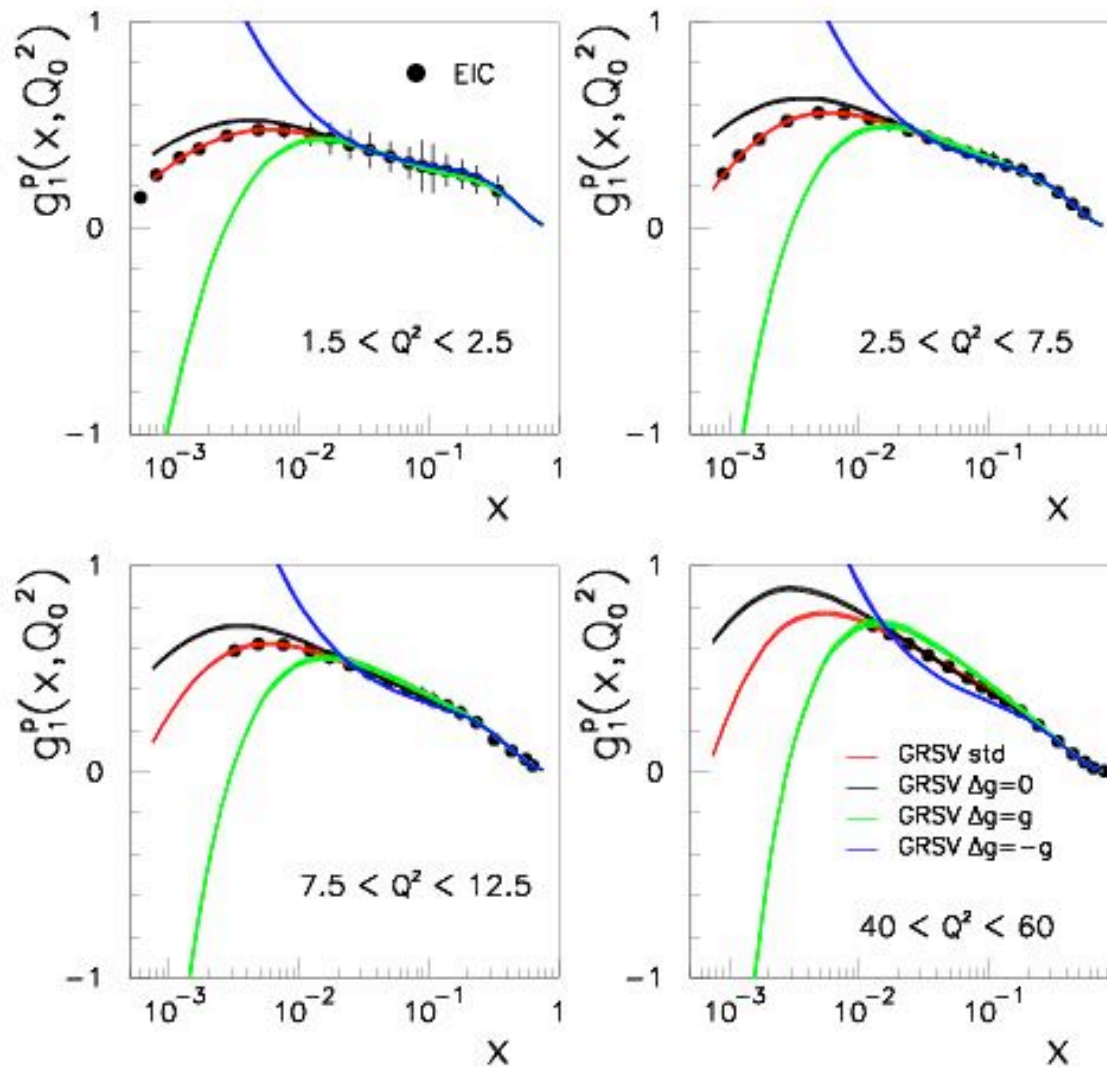 1
0
−1
g₁ᵖ(x, Q₀²)
EIC
1.5 < Q² < 2.5
10⁻³ 10⁻² 10⁻¹ 1
x
1
0
−1
g₁ᵖ(x, Q₀²)
2.5 < Q² < 7.5
10⁻³ 10⁻² 10⁻¹
x
1
0
−1
g₁ᵖ(x, Q₀²)
7.5 < Q² < 12.5
10⁻³ 10⁻² 10⁻¹ 1
x
1
0
−1
g₁ᵖ(x, Q₀²)
GRSV std
GRSV Δg=0
GRSV Δg=g
GRSV Δg=−g
40 < Q² < 60
10⁻³ 10⁻² 10⁻¹
x